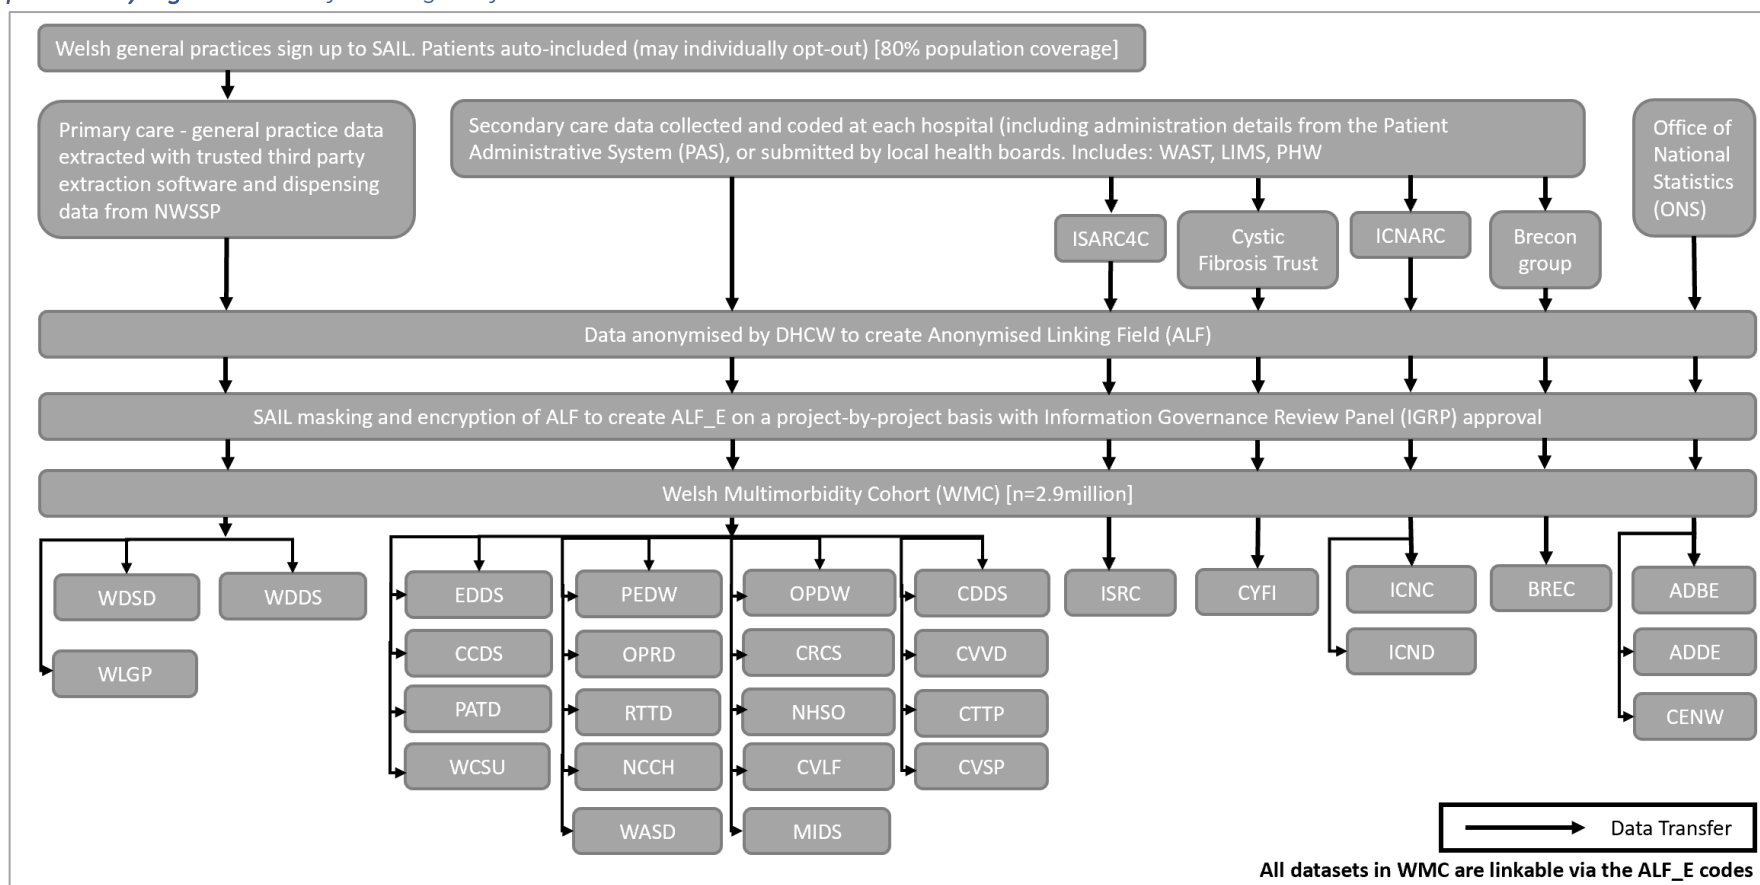 Welsh general practices sign up to SAIL. Patients auto-included (may individually opt-out) [80% population coverage]
Primary care - general practice data
extracted with trusted third party
extraction software and dispensing
data from NWSSP
Secondary care data collected and coded at each hospital (including administration details from the Patient
Administrative System (PAS), or submitted by local health boards. Includes: WAST, LIMS, PHW
Office of
National
Statistics
(ONS)
ISARC4C
Cystic
Fibrosis Trust
ICNARC
Brecon
group
Data anonymised by DHCW to create Anonymised Linking Field (ALF)
SAIL masking and encryption of ALF to create ALF_E on a project-by-project basis with Information Governance Review Panel (IGRP) approval
Welsh Multimorbidity Cohort (WMC) [n=2.9million]
WDSD
WDDS
WLGP
EDDS
CCDS
PATD
WCSU
PEDW
OPRD
RTTD
NCCH
WASD
OPDW
CRCS
NHSO
CVLF
MIDS
CDDS
CVVD
CTTP
CVSP
ISRC
CYFI
ICNC
ICND
BREC
ADBE
ADDE
CENW
Data Transfer
All datasets in WMC are linkable via the ALF_E codes